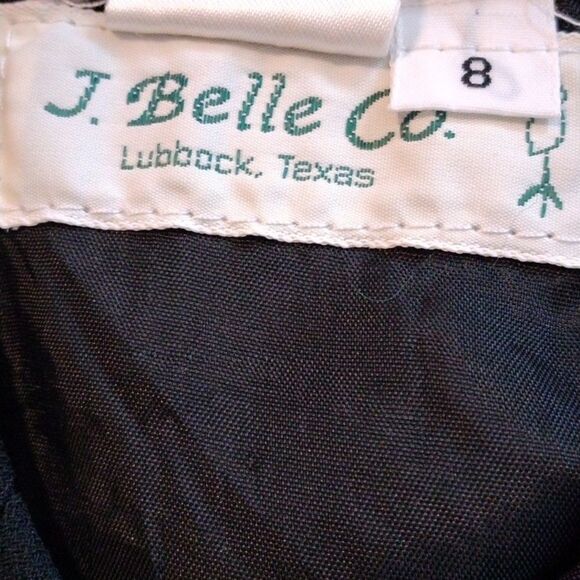 8
J. Belle Co.
Lubbock, Texas